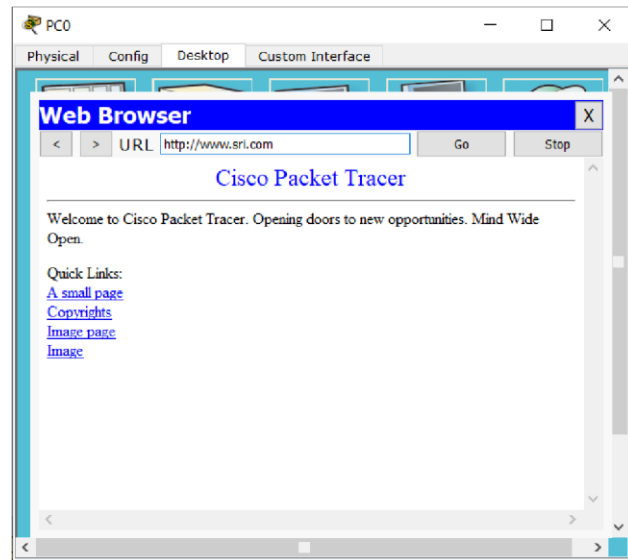 PC0
Physical Config Desktop Custom Interface
Web Browser X
< > URL http://www.sri.com Go Stop
Cisco Packet Tracer
Welcome to Cisco Packet Tracer. Opening doors to new opportunities. Mind Wide
Open.
Quick Links:
A small page
Copyrights
Image page
Image